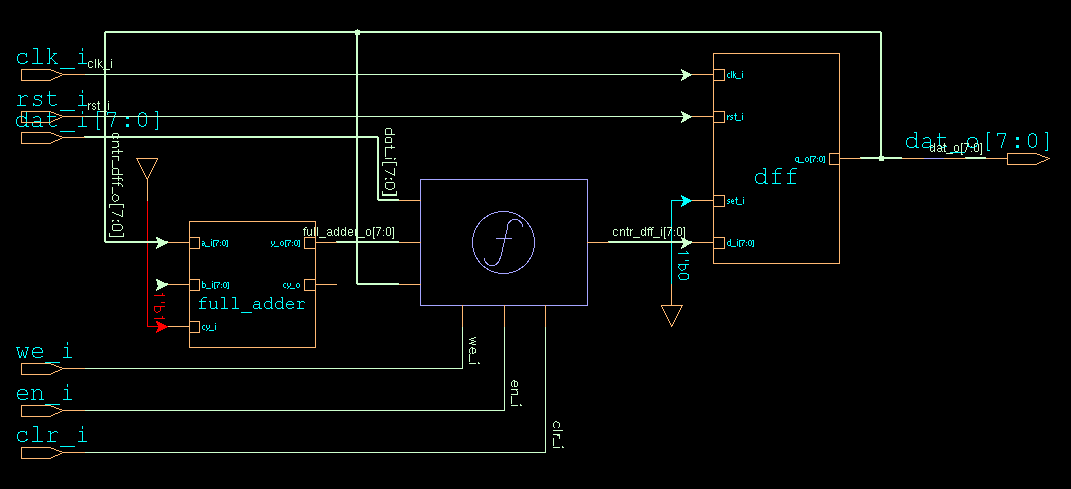 clk_i
clk_i
clk_i
rst_i
rst_i
rst_i
dat_i[7:0]
dat_i[7:0]
cntr_dff_o[7:0]
dat_o[7:0]
dat_o[7:0]
q_o[7:0]
dff
set_i
a_i[7:0]
y_o[7:0]
full_adder_o[7:0]
f
cntr_dff_i[7:0]
d_i[7:0]
1'b0
b_i[7:0]
cy_o
full_adder
1'b1
cy_i
we_i
we_i
en_i
en_i
clr_i
clr_i